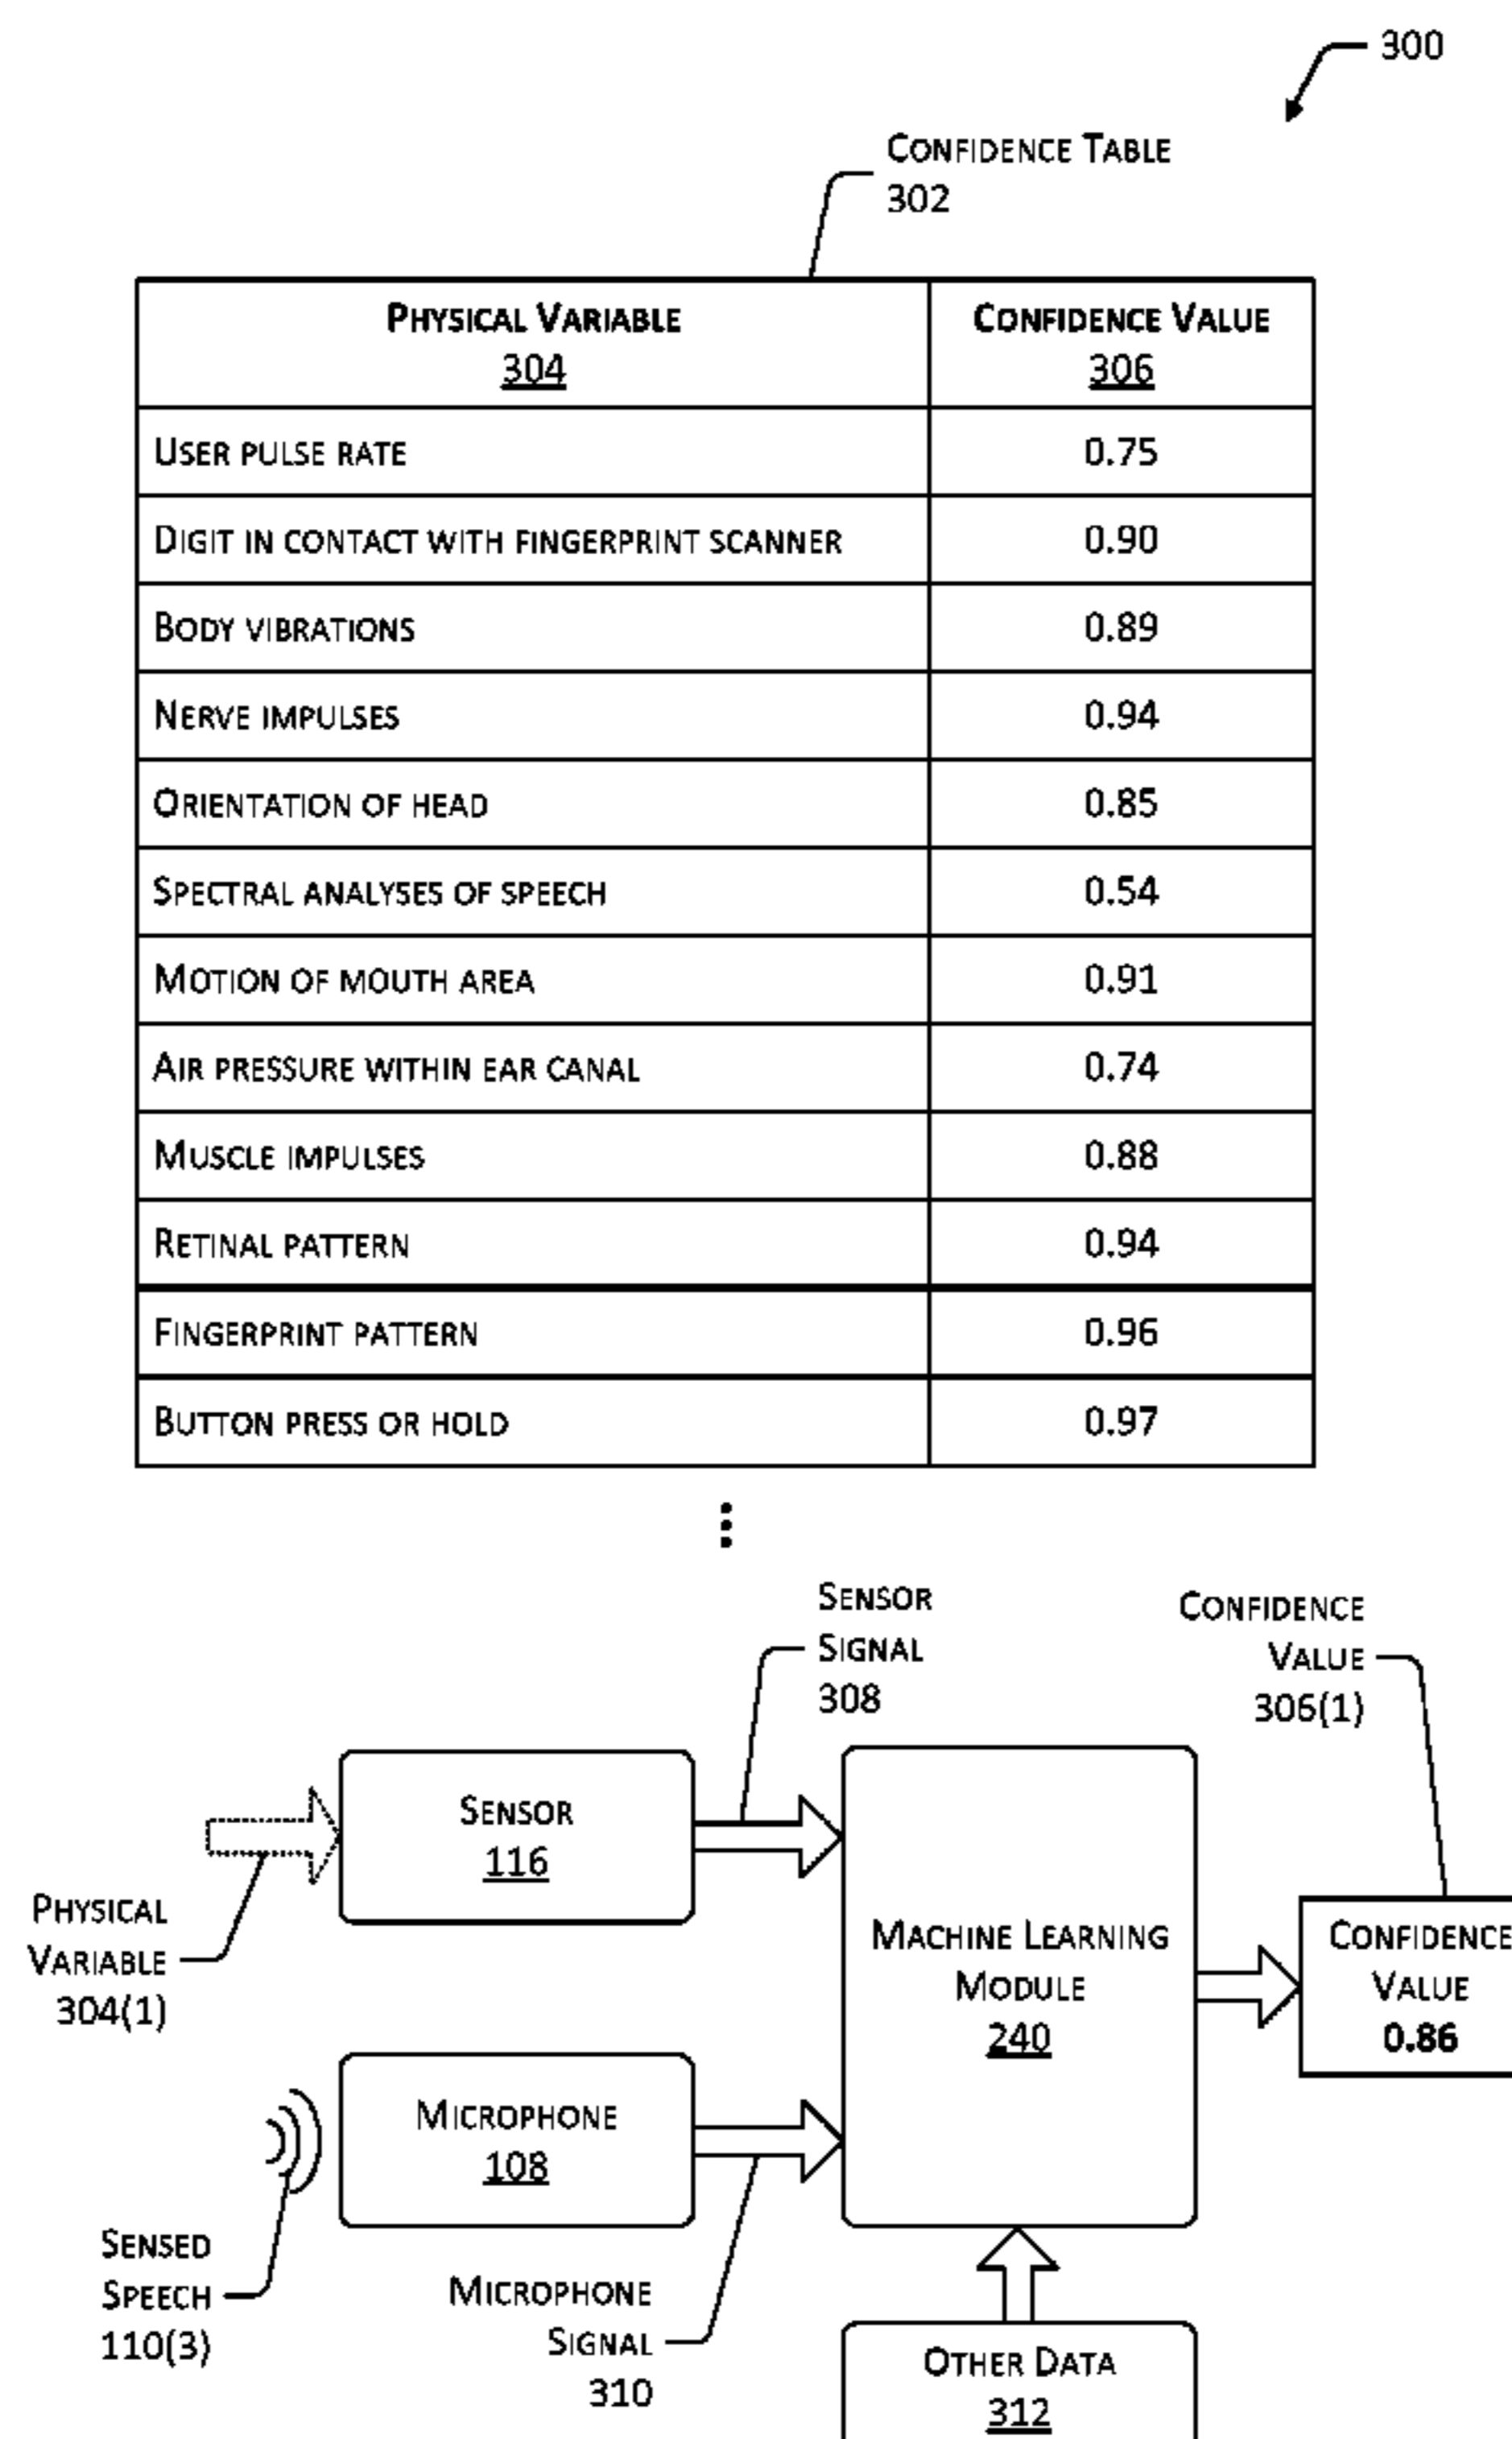 300
Confidence Table
302
Physical Variable
304
Confidence Value
306
User pulse rate
0.75
Digit in contact with fingerprint scanner
0.90
Body vibrations
0.89
Nerve impulses
0.94
Orientation of head
0.85
Spectral analyses of speech
0.54
Motion of mouth area
0.91
Air pressure within ear canal
0.74
Muscle impulses
0.88
Retinal pattern
0.94
Fingerprint pattern
0.96
Button press or hold
0.97
Sensor
Signal
308
Confidence
Value
306(1)
Sensor
116
Physical
Variable
304(1)
Machine Learning
Module
240
Confidence
Value
0.86
Microphone
108
Sensed
Speech
110(3)
Microphone
Signal
310
Other Data
312